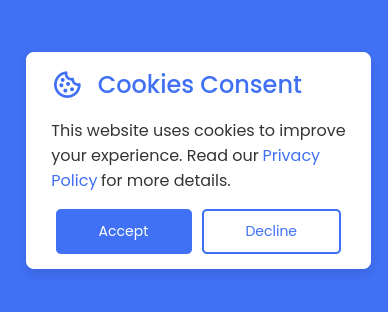 Cookies Consent
This website uses cookies to improve
your experience. Read our Privacy
Policy for more details.
Accept
Decline